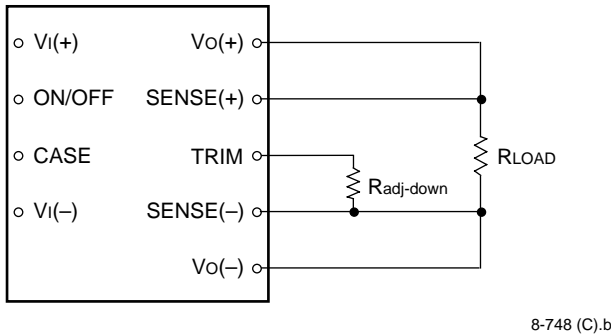 VI(+) VO(+)
ON/OFF SENSE(+)
CASE TRIM RLOAD
Radj-down
VI(–) SENSE(–)
VO(–)
8-748 (C).b